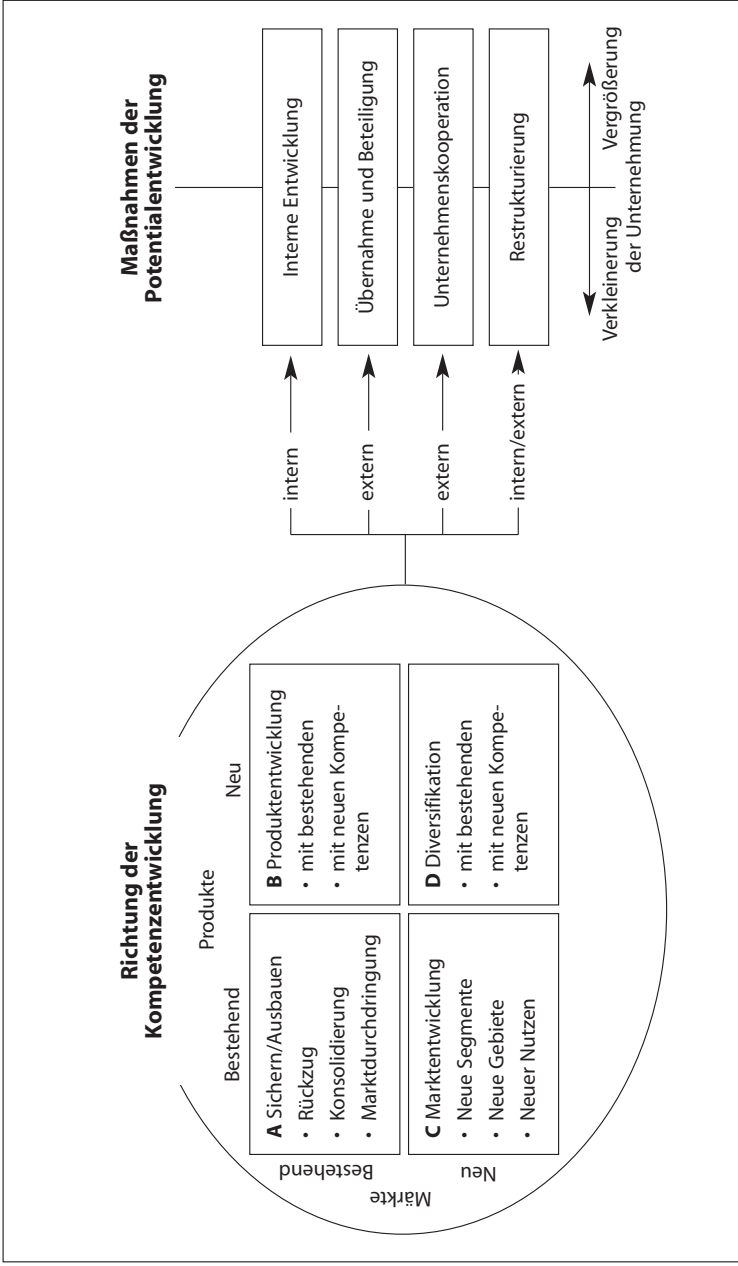 Richtung der
Kompetenzentwicklung
Produkte
Bestehend
Neu
Märkte
Bestehend
Neu
A Sichern/Ausbauen
• Rückzug
• Konsolidierung
• Marktdurchdringung
B Produktentwicklung
• mit bestehenden
• mit neuen Kompe-
tenzen
C Marktentwicklung
• Neue Segmente
• Neue Gebiete
• Neuer Nutzen
D Diversifikation
• mit bestehenden
• mit neuen Kompe-
tenzen
intern
extern
extern
intern/extern
Maßnahmen der
Potentialentwicklung
Interne Entwicklung
Übernahme und Beteiligung
Unternehmenskooperation
Restrukturierung
Verkleinerung Vergrößerung
der Unternehmung